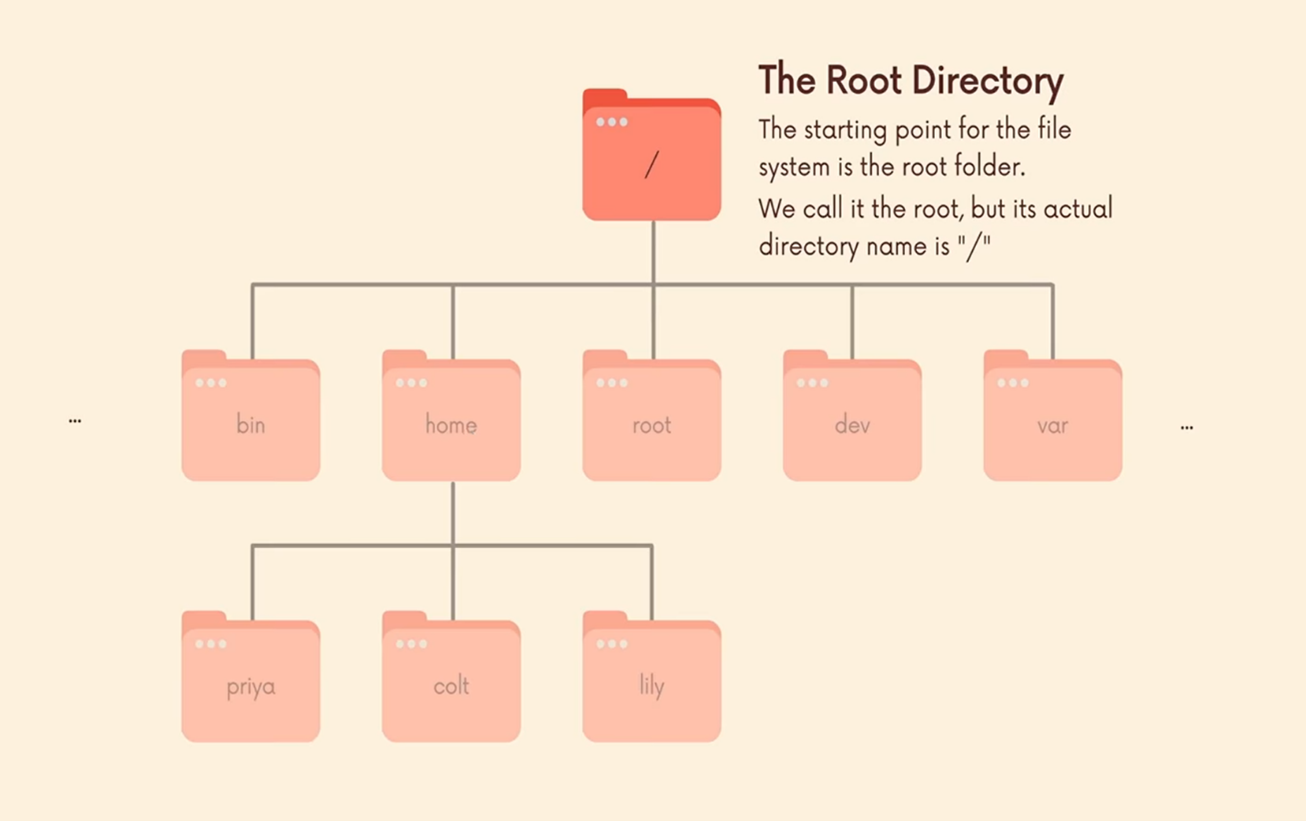 The Root Directory
/
The starting point for the file
system is the root folder.
We call it the root, but its actual
directory name is "/"
... bin home root dev var ...
priya colt lily